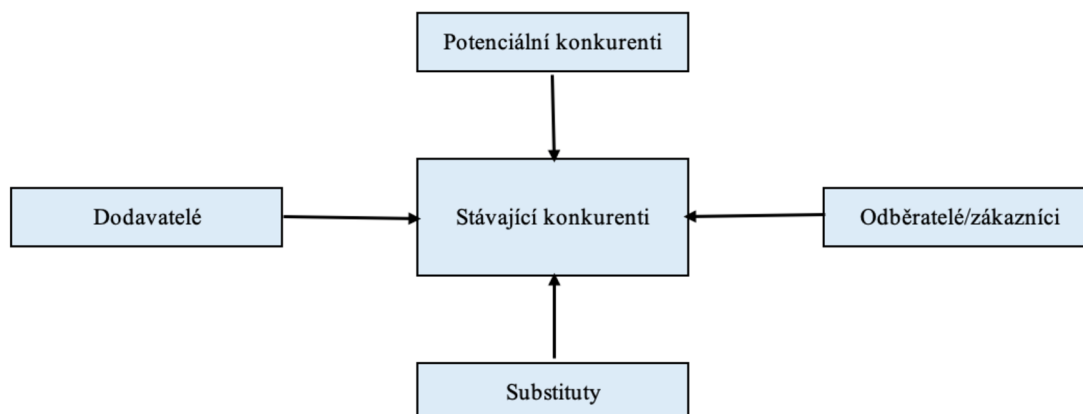 Potenciální konkurenti
Dodavatelé
Stávající konkurenti
Odběratelé/zákazníci
Substituty